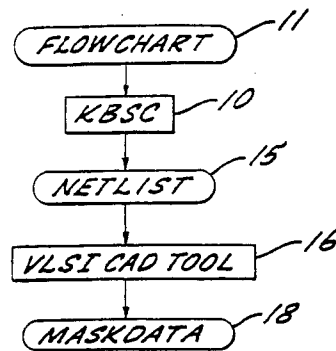 11
FLOWCHART
KBSC
10
15
NETLIST
16
VLSI CAD TOOL
18
MASKDATA